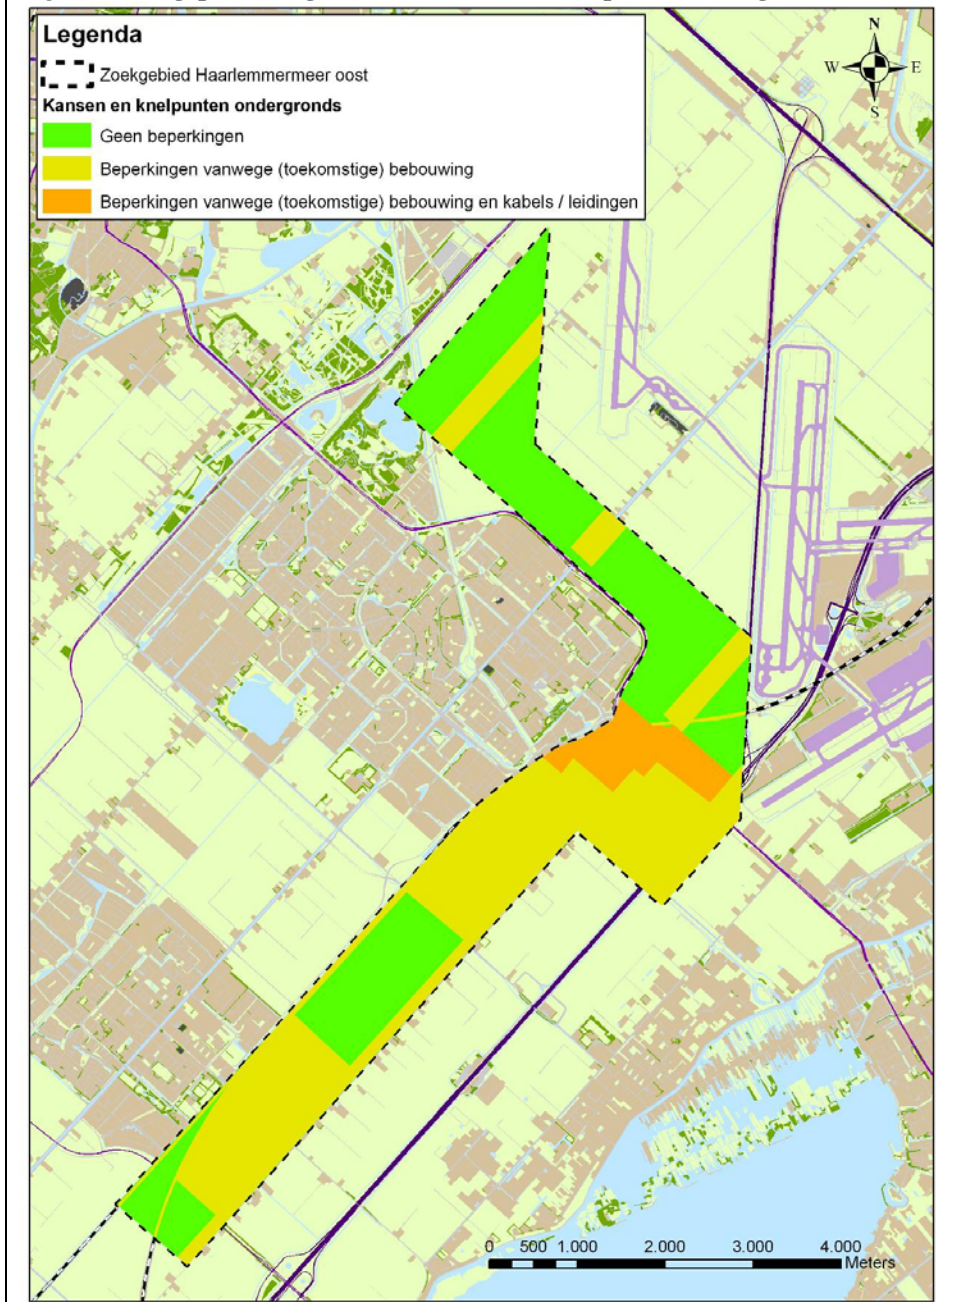 Legenda
Zoekgebied Haarlemmermeer oost
Kansen en knelpunten ondergronds
Geen beperkingen
Beperkingen vanwege (toekomstige) bebouwing
Beperkingen vanwege (toekomstige) bebouwing en kabels / leidingen
N
W E
S
0 500 1.000 2.000 3.000 4.000
Meters